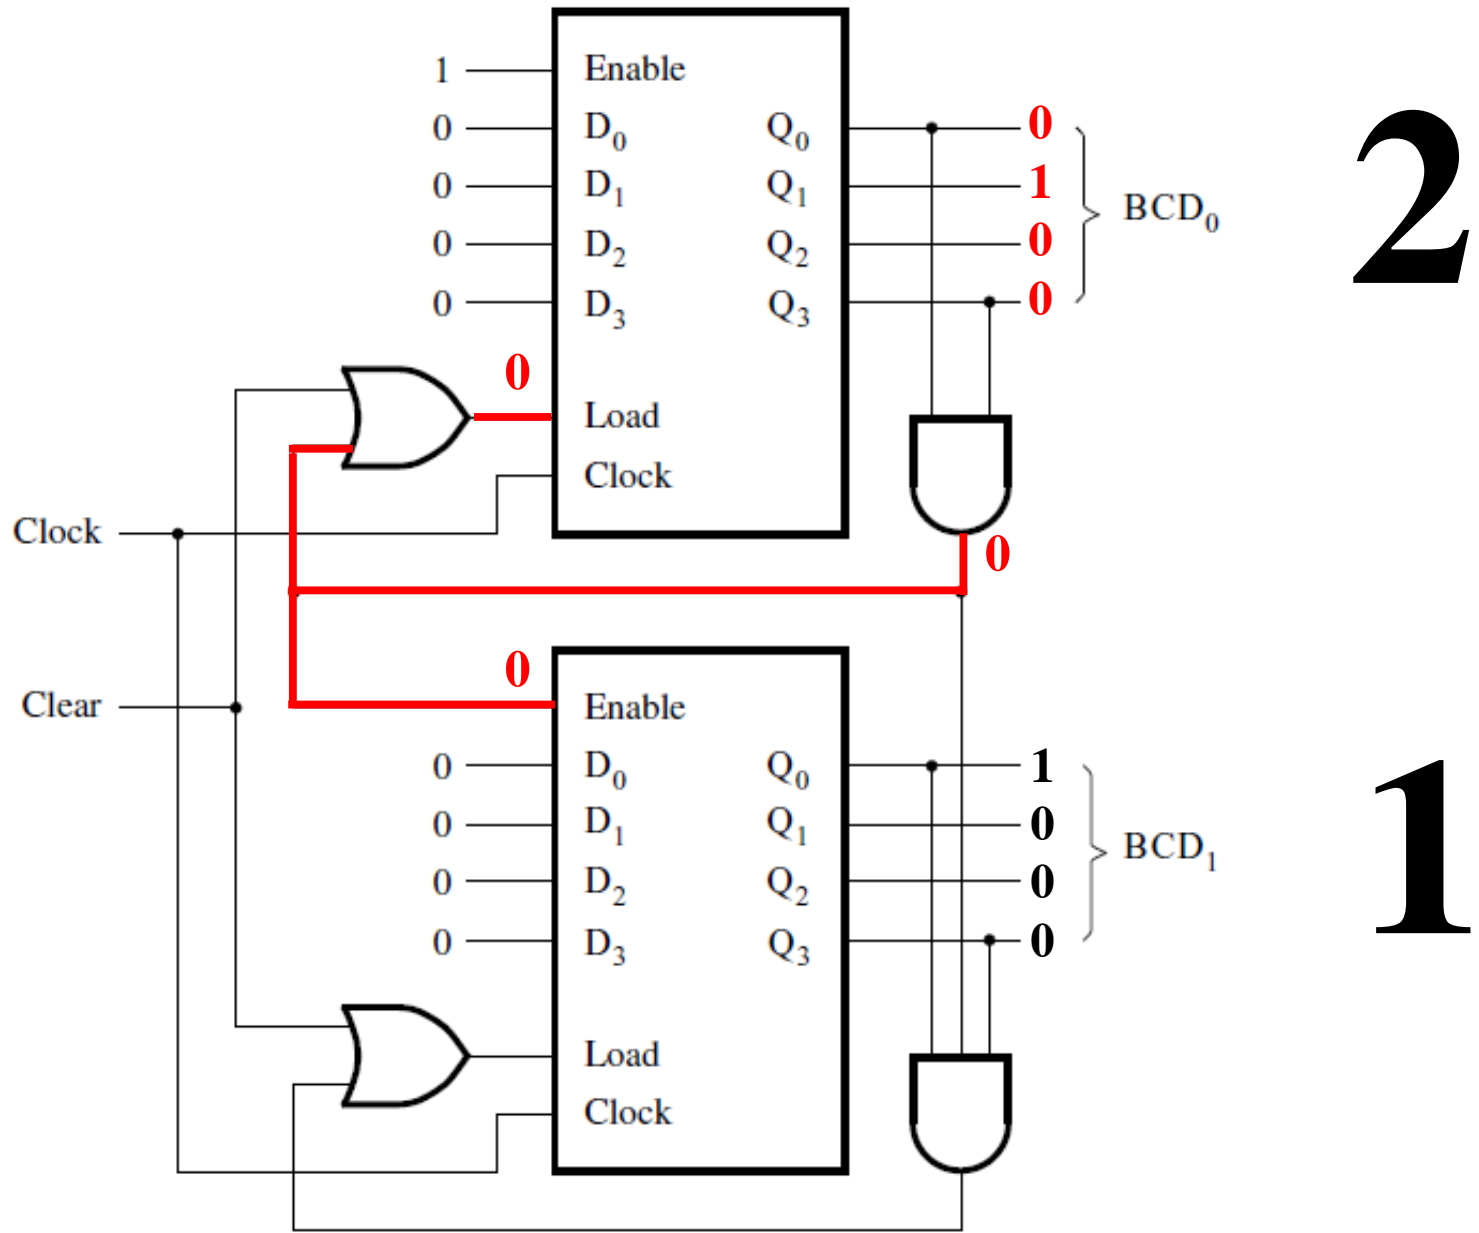 1 Enable
0 D0 Q0 0
0 D1 Q1 1
BCD0 2
0 D2 Q2 0
0 D3 Q3 0
0
Load
Clock
Clock
0
0
Clear
Enable
0 D0 Q0 1
0 D1 Q1 0
BCD1 1
0 D2 Q2 0
0 D3 Q3 0
Load
Clock